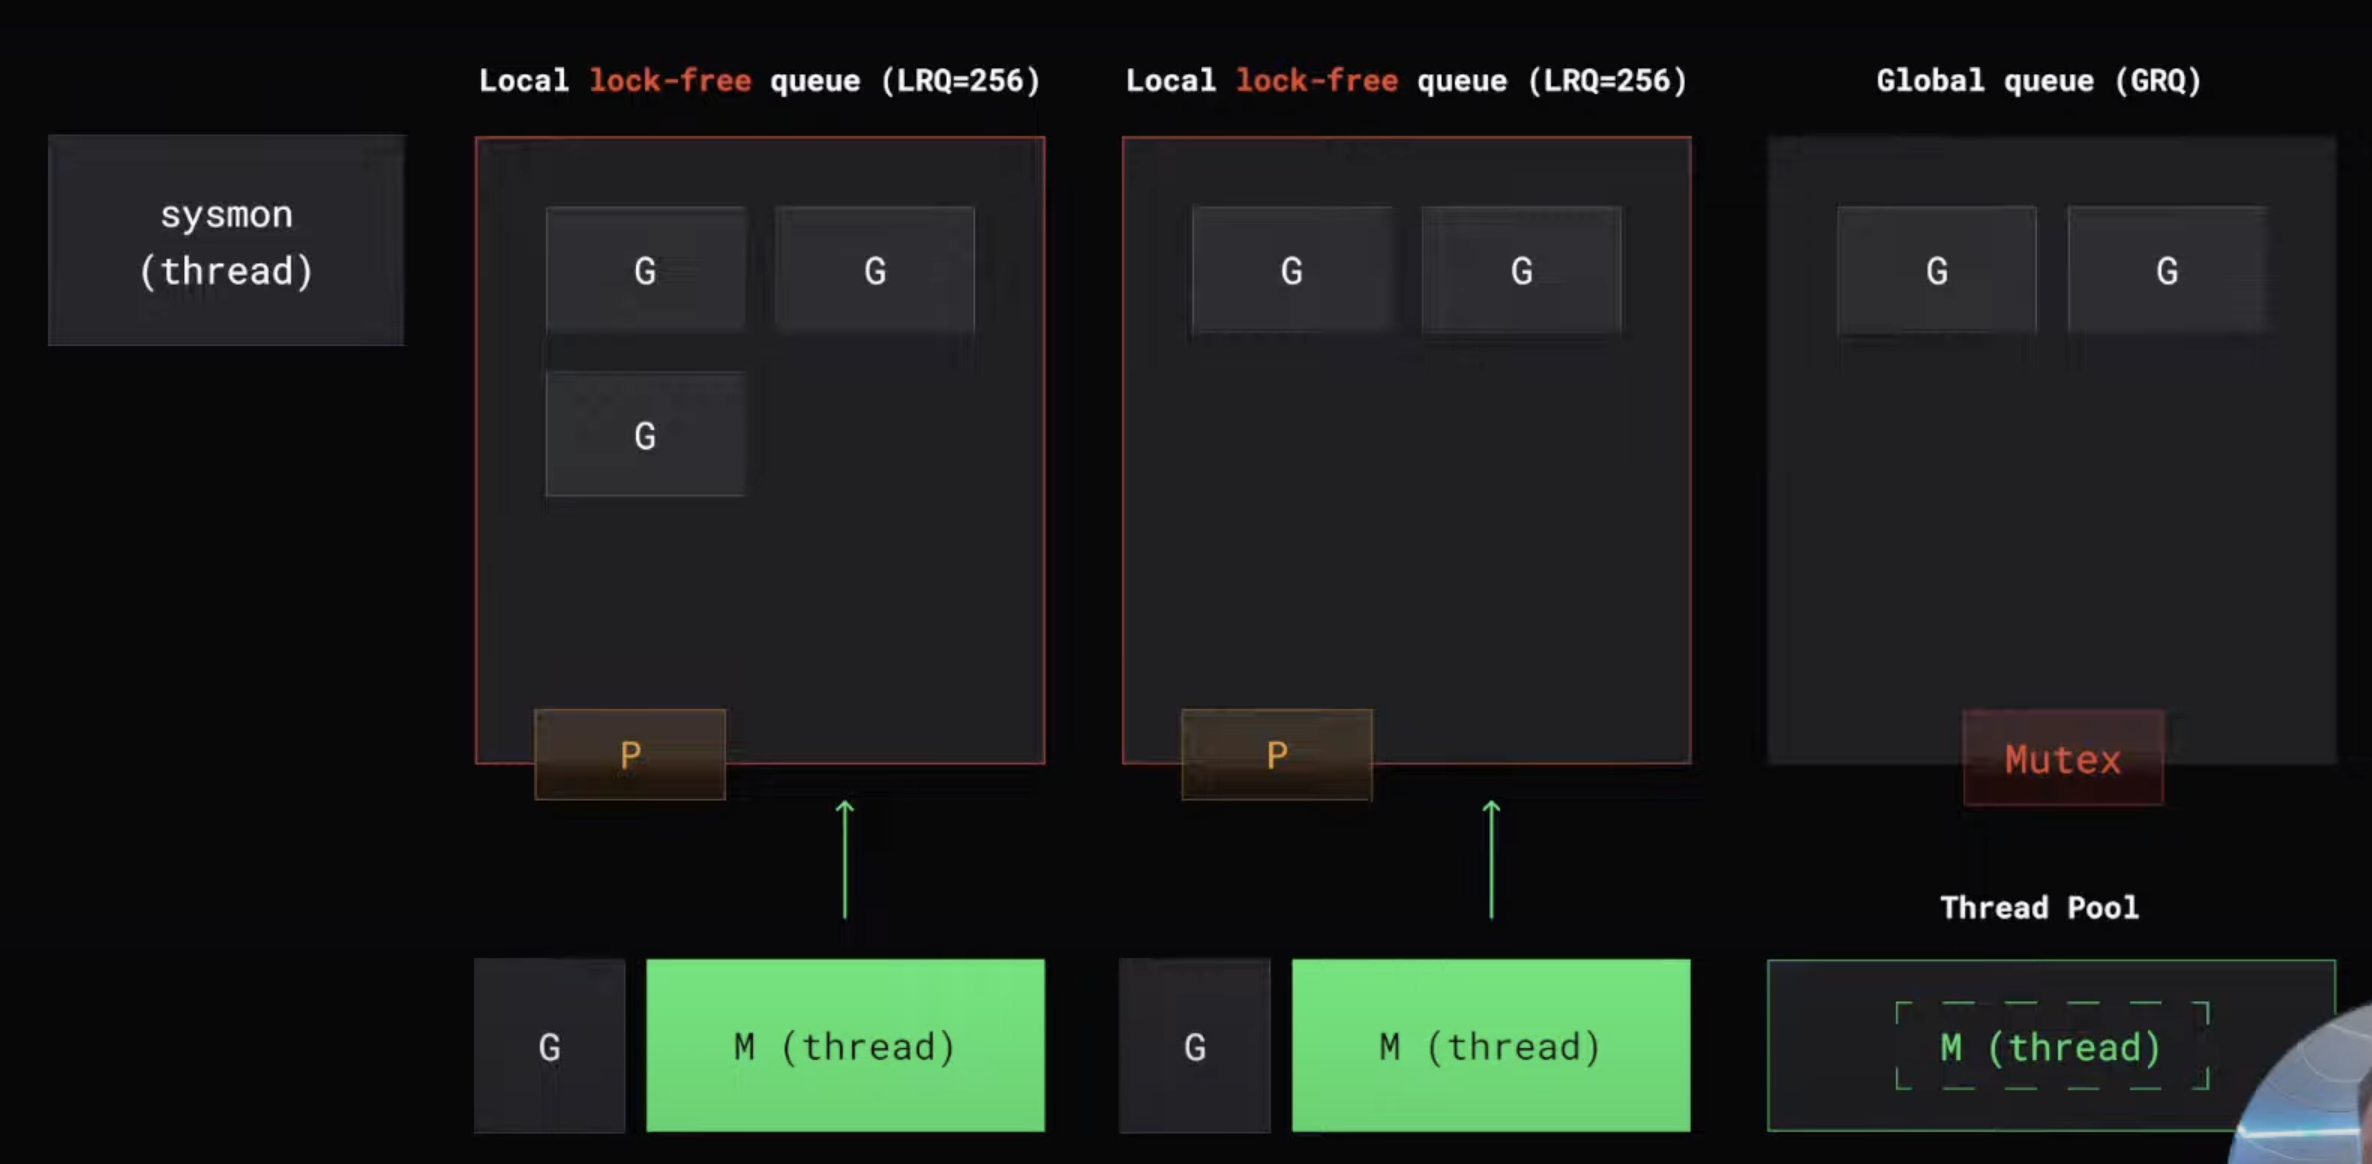 Local lock-free queue (LRQ=256)
Local lock-free queue (LRQ=256)
Global queue (GRQ)
sysmon
(thread)
G
G
G
G
G
G
G
P
P
Mutex
Thread Pool
G
M (thread)
G
M (thread)
M (thread)